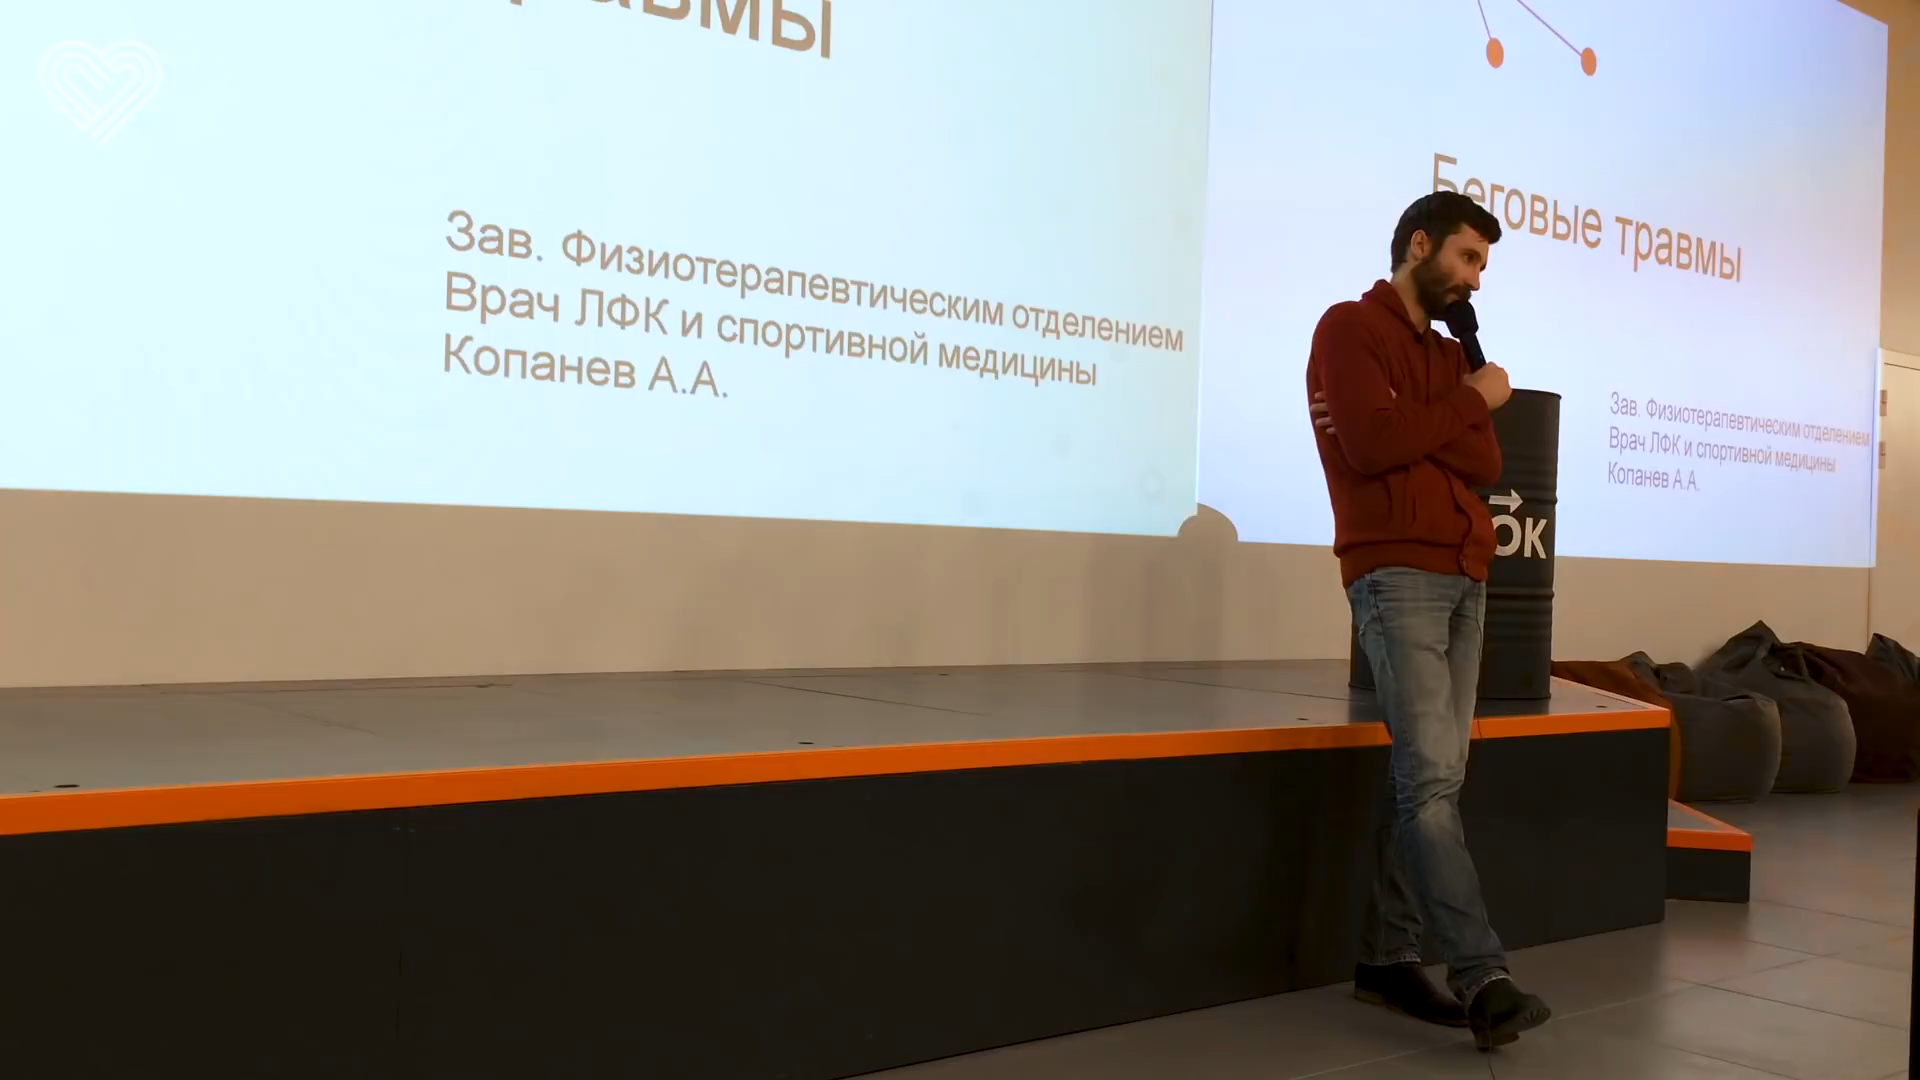 травмы
Зав. Физиотерапевтическим отделением
Врач ЛФК и спортивной медицины
Копанев А.А.
Беговые травмы
Зав. Физиотерапевтическим отделением
Врач ЛФК и спортивной медицины
Копанев А.А.
ОК